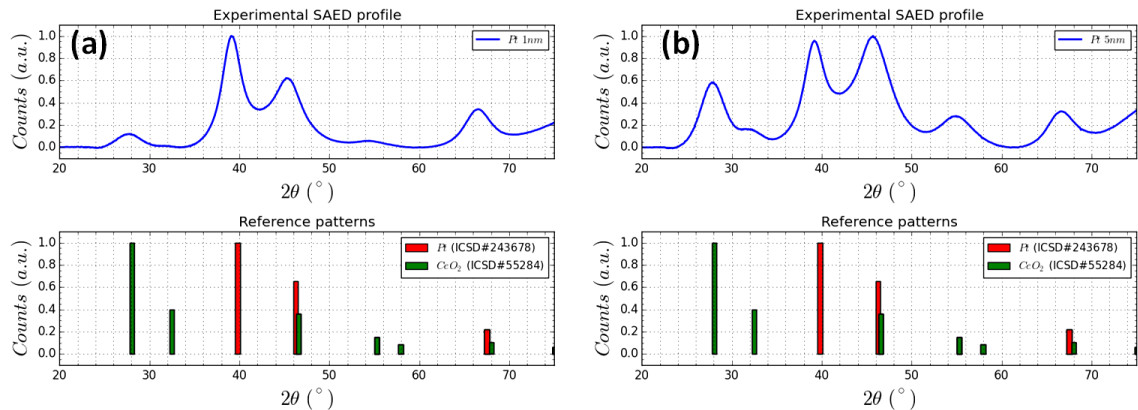 Experimental SAED profile
(a)
Pt 1nm
Counts (a.u.)
1.0
0.8
0.6
0.4
0.2
0.0
20 30 40 50 60 70
2θ (°)
Reference patterns
Pt (ICSD#243678)
CeO₂ (ICSD#55284)
Counts (a.u.)
1.0
0.8
0.6
0.4
0.2
0.0
20 30 40 50 60 70
2θ (°)
Experimental SAED profile
(b)
Pt 5nm
Counts (a.u.)
1.0
0.8
0.6
0.4
0.2
0.0
20 30 40 50 60 70
2θ (°)
Reference patterns
Pt (ICSD#243678)
CeO₂ (ICSD#55284)
Counts (a.u.)
1.0
0.8
0.6
0.4
0.2
0.0
20 30 40 50 60 70
2θ (°)